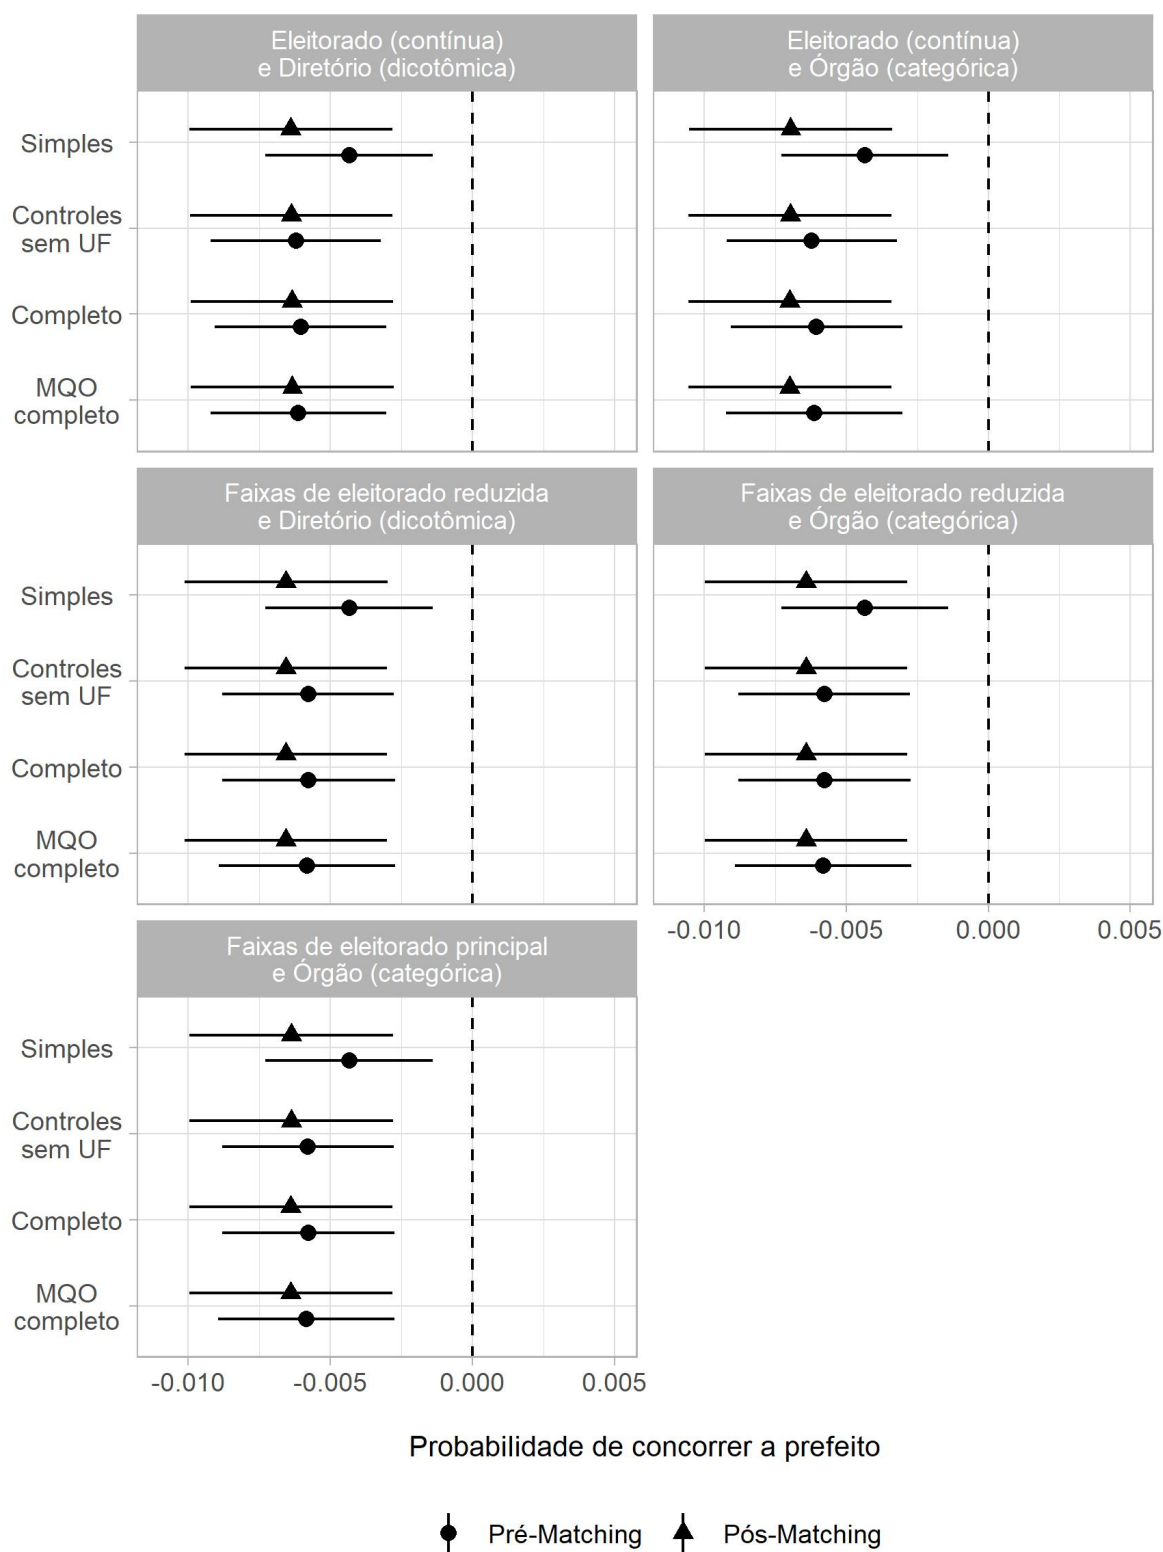 Eleitorado (contínua)
e Diretório (dicotômica)
Eleitorado (contínua)
e Órgão (categórica)
Simples
Controles
sem UF
Completo
MQO
completo
Faixas de eleitorado reduzida
e Diretório (dicotômica)
Faixas de eleitorado reduzida
e Órgão (categórica)
Simples
Controles
sem UF
Completo
MQO
completo
-0.010 -0.005 0.000 0.005
Faixas de eleitorado principal
e Órgão (categórica)
Simples
Controles
sem UF
Completo
MQO
completo
-0.010 -0.005 0.000 0.005
Probabilidade de concorrer a prefeito
Pré-Matching Pós-Matching